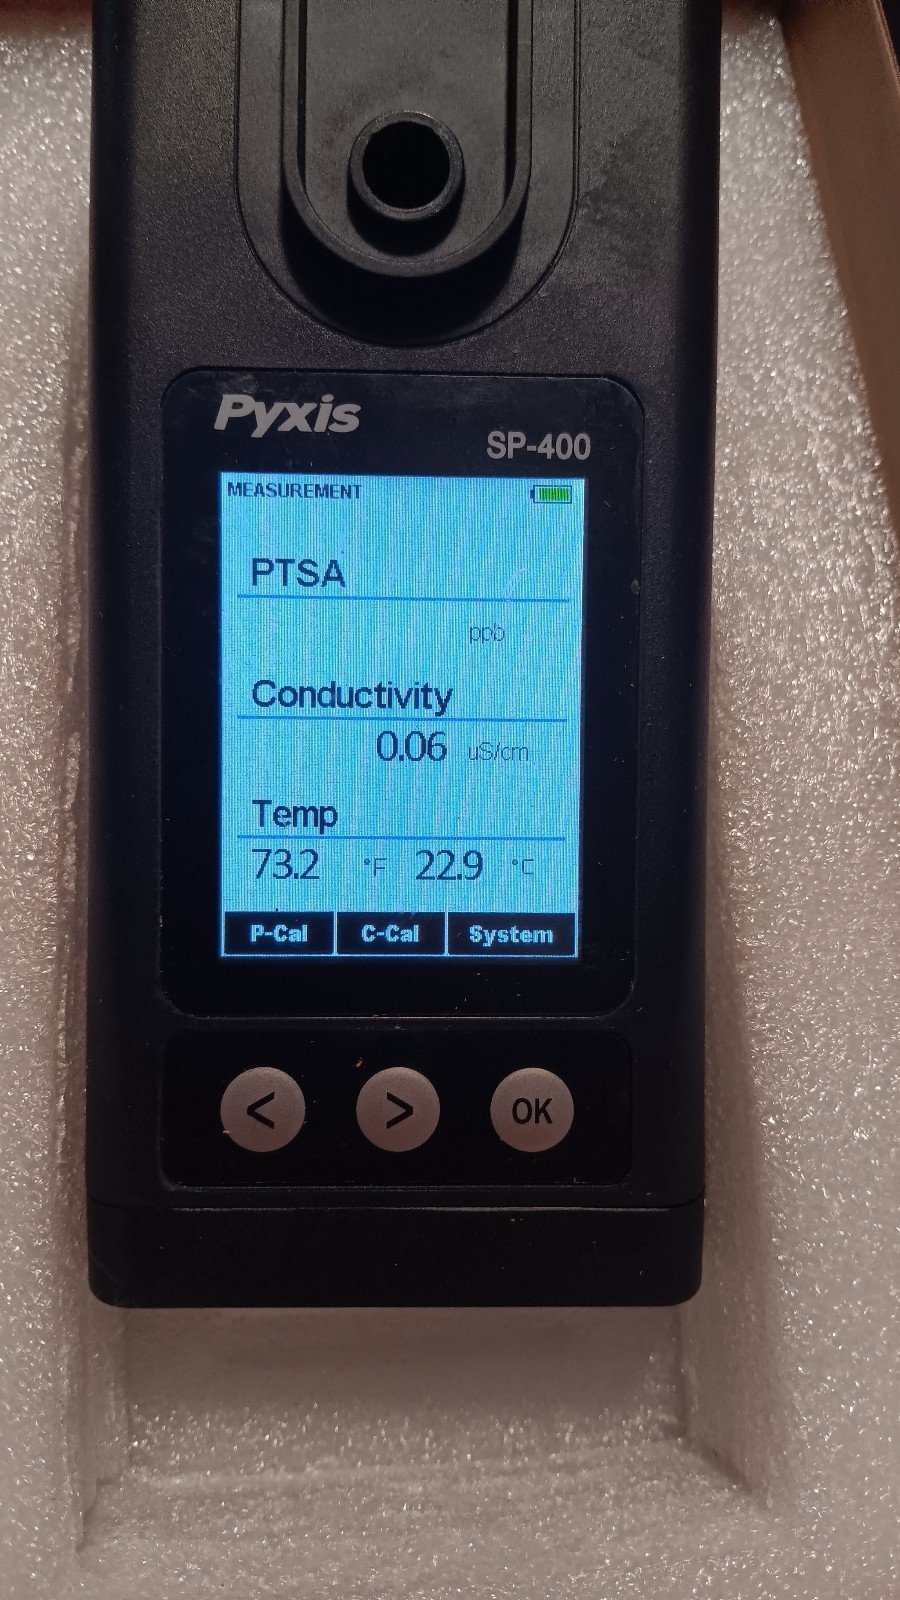 Pyxis
SP-400
MEASUREMENT
PTSA
ppb
Conductivity
0.06 uS/cm
Temp
73.2 °F 22.9 °C
P-Cal C-Cal System
< > OK